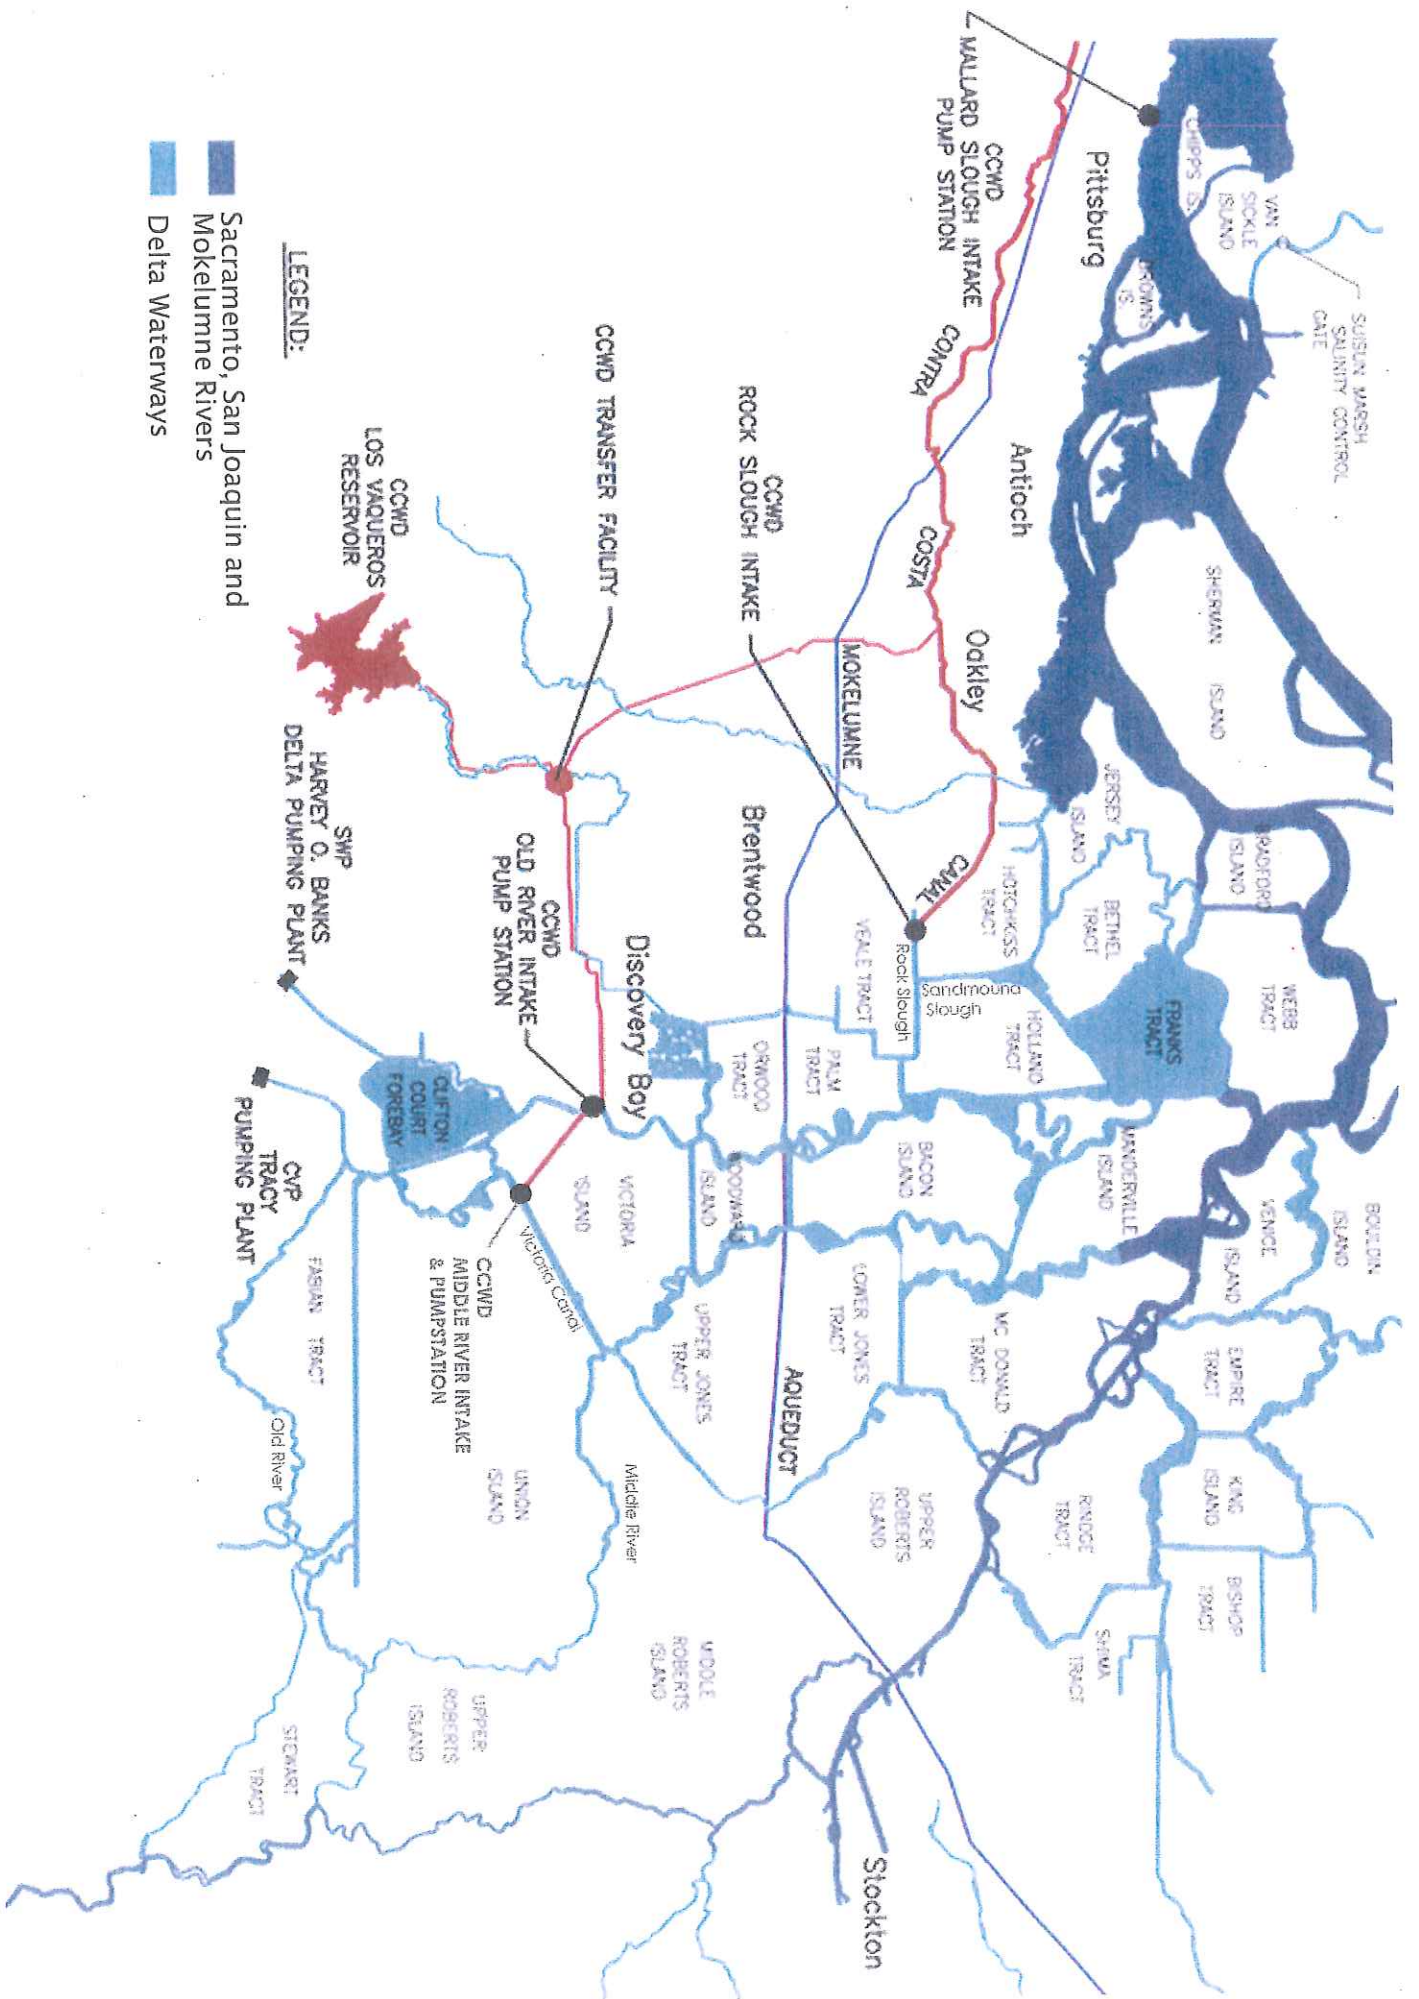 SUISUN MARSH
SALINITY CONTROL
GATE
VAN
SICKLE
ISLAND
CHIPPS IS.
BROWNS
IS.
Pittsburg
CCWD
MALLARD SLOUGH INTAKE
PUMP STATION
SHERMAN ISLAND
Antioch
CONTRA
COSTA
CANAL
Oakley
MOKELUMNE
AQUEDUCT
CCWD
ROCK SLOUGH INTAKE
CCWD TRANSFER FACILITY
CCWD
LOS VAQUEROS
RESERVOIR
JERSEY
ISLAND
BRADFORD
ISLAND
BETHEL
TRACT
HOTCHKISS
TRACT
VEALE TRACT
WEBB
TRACT
FRANKS
TRACT
Sandmound
Slough
Rock Slough
HOLLAND
TRACT
PALM
TRACT
ORWOOD
TRACT
Brentwood
Discovery Bay
CCWD
OLD RIVER INTAKE
PUMP STATION
SWP
HARVEY O. BANKS
DELTA PUMPING PLANT
CLIFTON
COURT
FOREBAY
CVP
TRACY
PUMPING PLANT
BOULDIN
ISLAND
VENICE
ISLAND
MANDERVILLE
ISLAND
BACON
ISLAND
WOODWARD
ISLAND
VICTORIA
ISLAND
Victoria Canal
CCWD
MIDDLE RIVER INTAKE
& PUMPSTATION
EMPIRE
TRACT
MC DONALD
TRACT
LOWER JONES
TRACT
UPPER JONES
TRACT
FABIAN TRACT
KING
ISLAND
RINDGE
TRACT
UPPER
ROBERTS
ISLAND
Middle River
UNION
ISLAND
Old River
BISHOP
TRACT
SHIMA
TRACT
MIDDLE
ROBERTS
ISLAND
UPPER
ROBERTS
ISLAND
STEWART
TRACT
Stockton
LEGEND:
Sacramento, San Joaquin and
Mokelumne Rivers
Delta Waterways